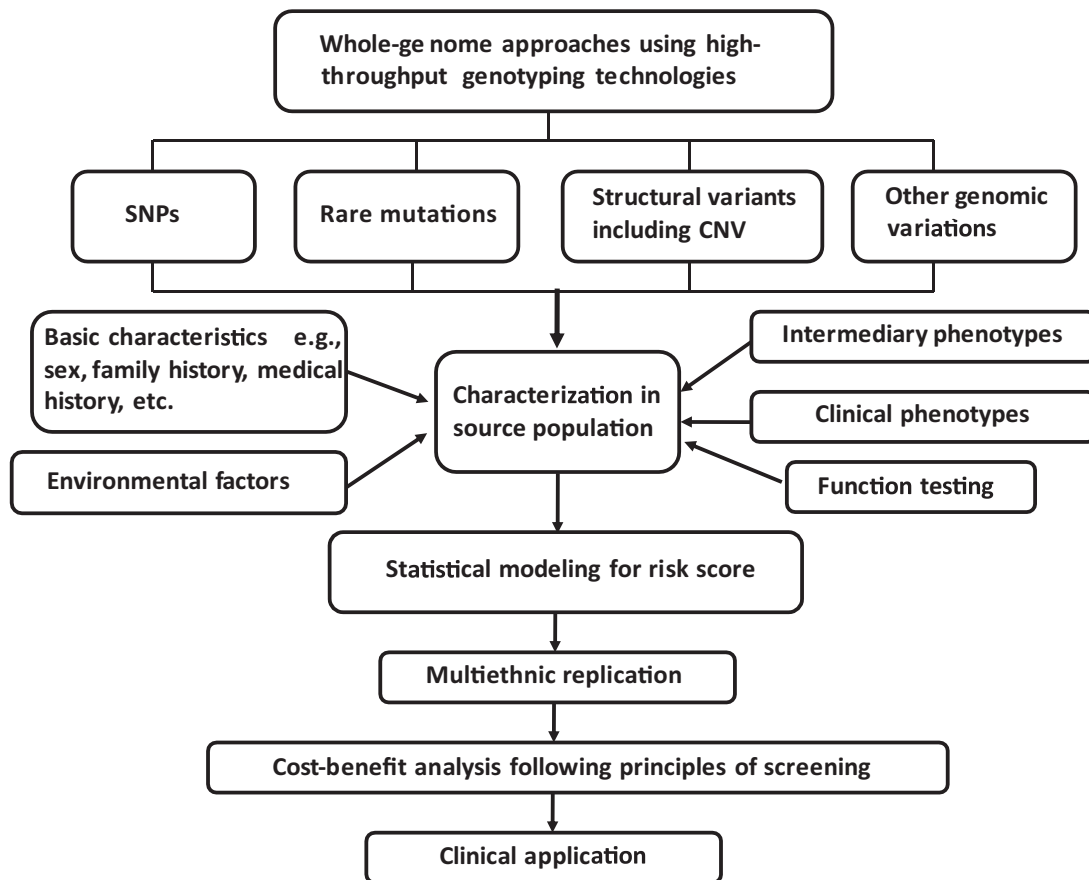 Whole-genome approaches using high-
throughput genotyping technologies
SNPs
Rare mutations
Structural variants
including CNV
Other genomic
variations
Basic characteristics e.g.,
sex, family history, medical
history, etc.
Environmental factors
Characterization in
source population
Intermediary phenotypes
Clinical phenotypes
Function testing
Statistical modeling for risk score
Multiethnic replication
Cost-benefit analysis following principles of screening
Clinical application